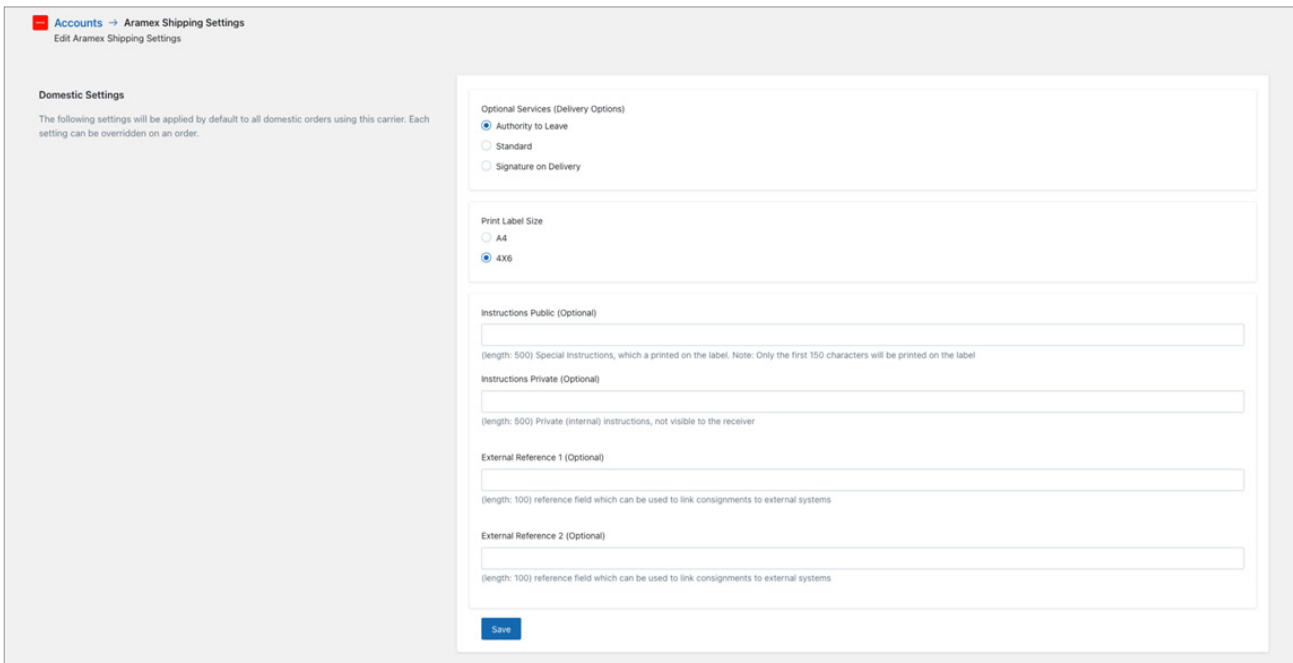 Accounts → Aramex Shipping Settings
Edit Aramex Shipping Settings
Domestic Settings
The following settings will be applied by default to all domestic orders using this carrier. Each
setting can be overridden on an order.
Optional Services (Delivery Options)
Authority to Leave
Standard
Signature on Delivery
Print Label Size
A4
4X6
Instructions Public (Optional)
(length: 500) Special Instructions, which a printed on the label. Note: Only the first 150 characters will be printed on the label
Instructions Private (Optional)
(length: 500) Private (internal) instructions, not visible to the receiver
External Reference 1 (Optional)
(length: 100) reference field which can be used to link consignments to external systems
External Reference 2 (Optional)
(length: 100) reference field which can be used to link consignments to external systems
Save